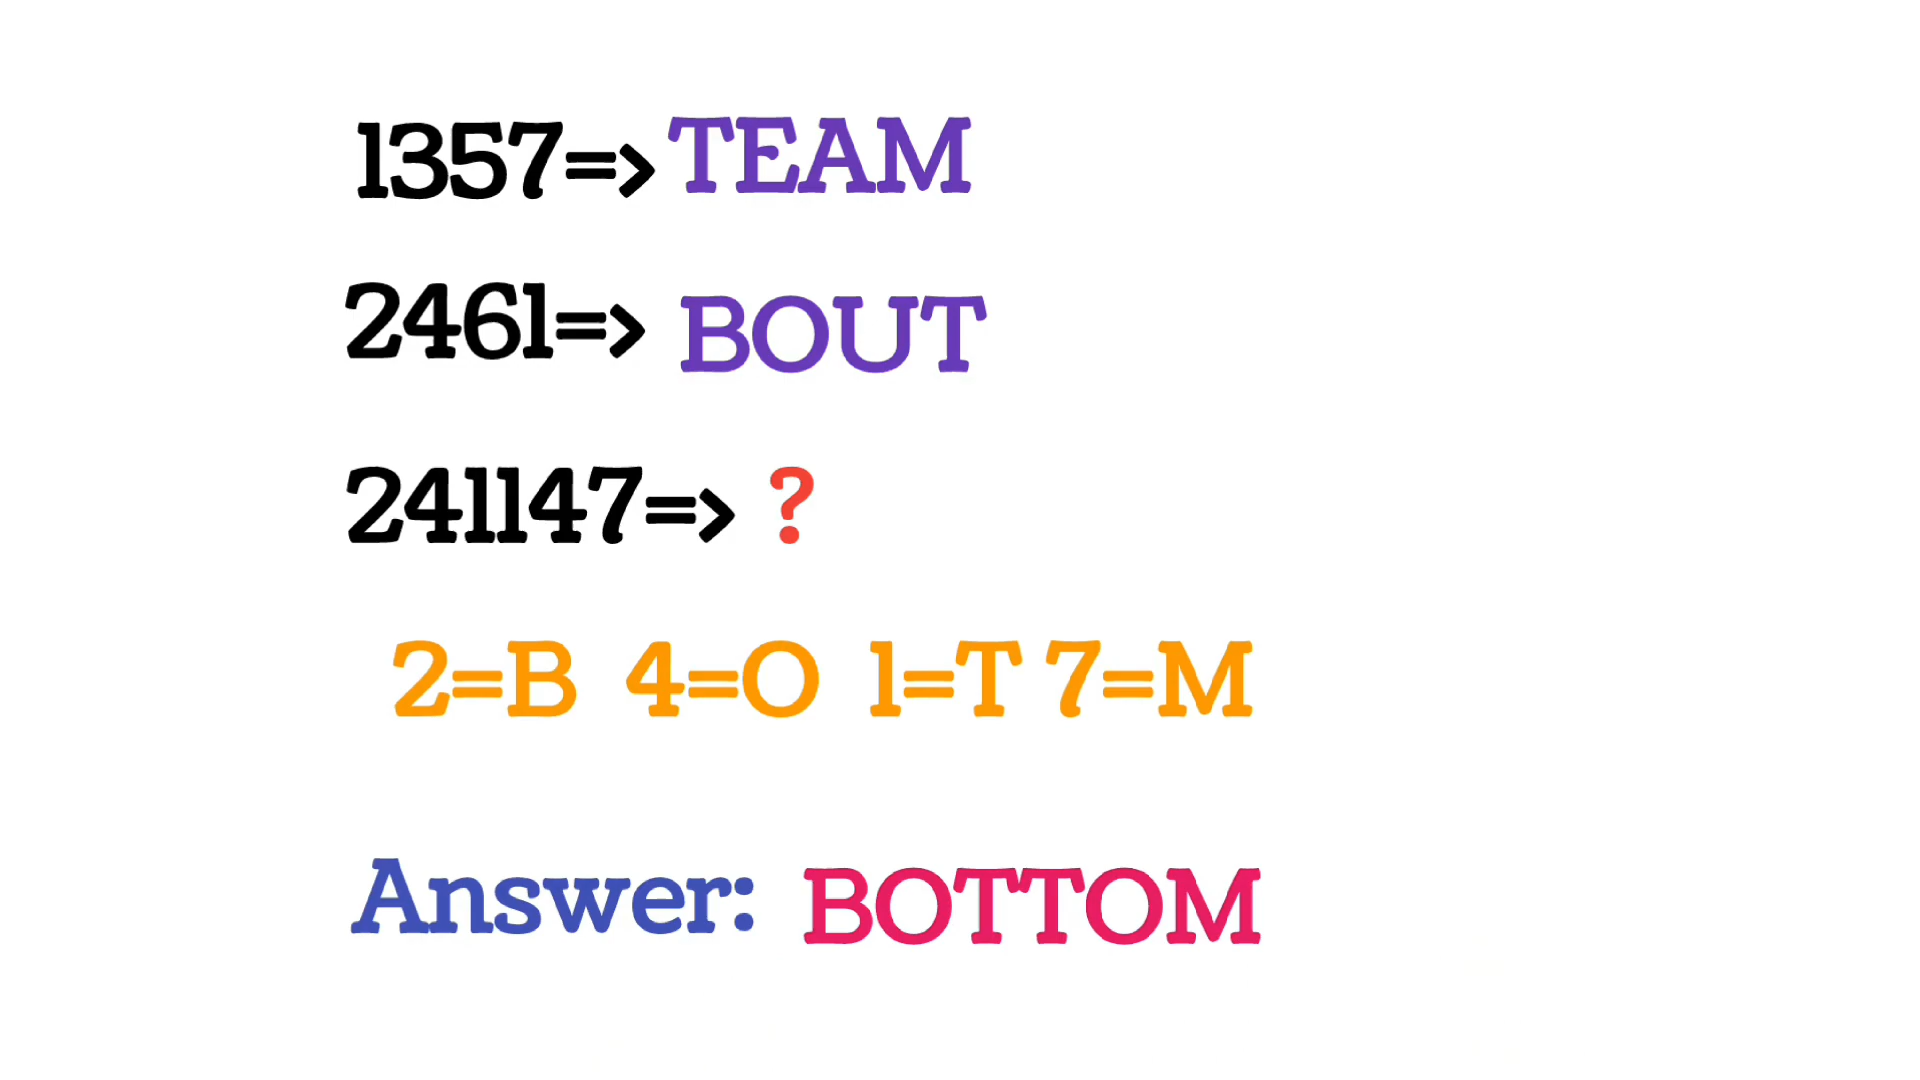 1357=> TEAM
2461=> BOUT
241147=> ?
2=B 4=O 1=T 7=M
Answer: BOTTOM